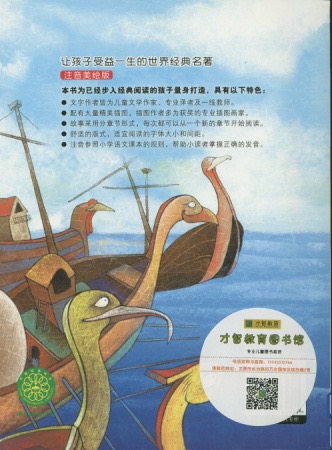 让孩子受益一生的世界经典名著
注音美绘版
本书为已经步入经典阅读的孩子量身打造，具有以下特色：
● 文字作者皆为儿童文学作家、专业译者及一线教师。
● 配有大量精美插图，插图作者多为获奖的专业插图画家。
● 故事采用分章节形式，每次都可以从一个新的章节开始阅读。
● 舒适的版式，适宜阅读的字体大小和间距。
● 注音参照小学语文课本的规则，帮助小读者掌握正确的发音。
才智教育图书馆
专业儿童图书租赁